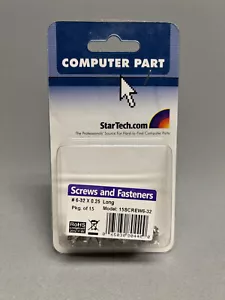 COMPUTER PART
StarTech.com
The Professionals' Source For Hard-to-Find Computer Parts
Screws and Fasteners
# 6-32 X 0.25 Long
Pkg. of 15 Model: 15SCREW6-32
RoHS